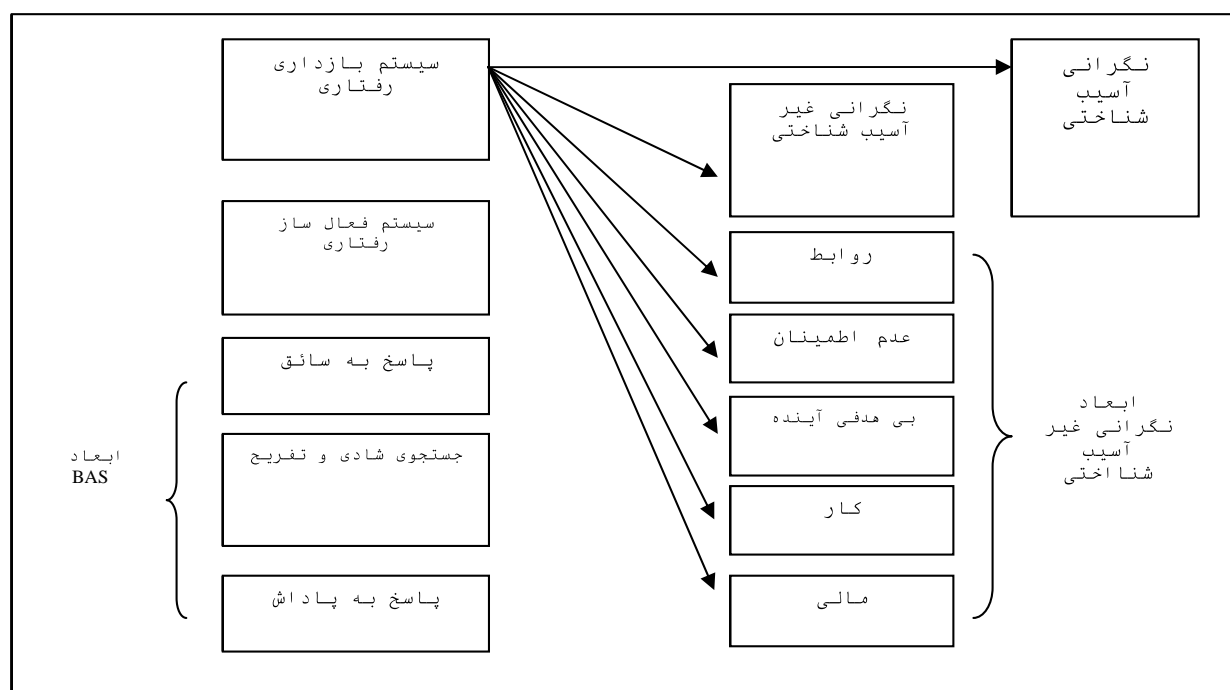 سیستم بازداری
رفتاری
نگرانی
آسیب
شناختی
نگرانی غیر
آسیب شناختی
سیستم فعال ساز
رفتاری
روابط
پاسخ به سائق
عدم اطمینان
جستجوی شادی و تفریح
بی هدفی آینده
ابعاد
نگرانی غیر
آسیب
شنااختی
ابعاد
BAS
کار
پاسخ به پاداش
مالی